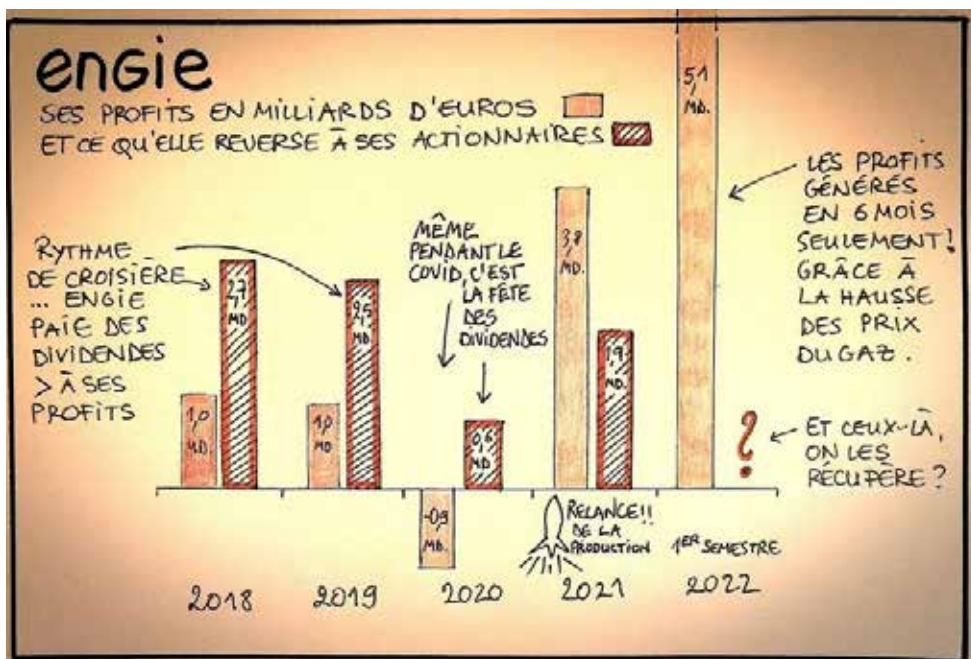 enGie
SES PROFITS EN MILLIARDS D'EUROS
ET CE QU'ELLE REVERSE À SES ACTIONNAIRES
RYTHME
DE CROISIÈRE
... ENGIE
PAIE DES
DIVIDENDES
> À SES
PROFITS
MÊME
PENDANT LE
COVID, C'EST
LA FÊTE
DES
DIVIDENDES
LES PROFITS
GÉNÉRÉS
EN 6 MOIS
SEULEMENT!
GRÂCE À
LA HAUSSE
DES PRIX
DU GAZ.
ET CEUX-LÀ,
ON LES
RÉCUPÈRE?
?
1,0
MD.
2,7
MD
1,0
MD
2,5
MD.
-0,9
MD.
0,6
MD
3,8
MD.
1,9
MD.
5,1
MD.
RELANCE!!
DE LA
PRODUCTION
1ER SEMESTRE
2018
2019
2020
2021
2022